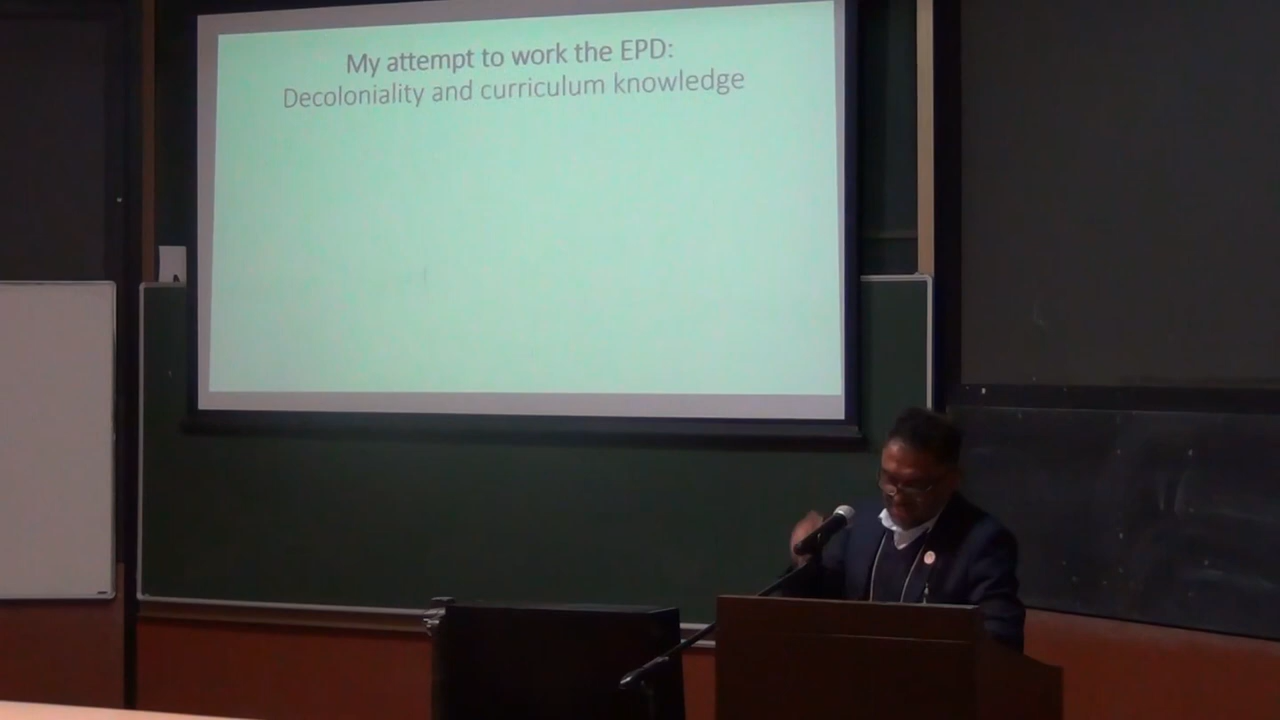 My attempt to work the EPD:
Decoloniality and curriculum knowledge